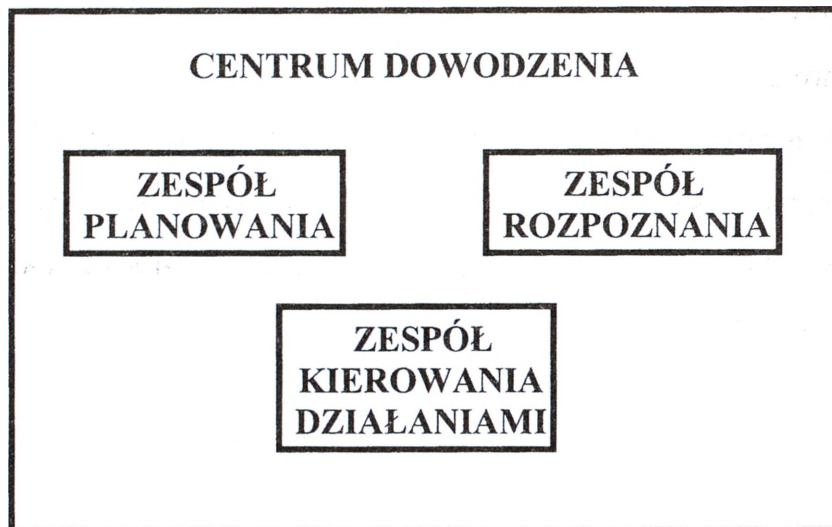 CENTRUM DOWODZENIA
ZESPÓŁ
PLANOWANIA
ZESPÓŁ
ROZPOZNANIA
ZESPÓŁ
KIEROWANIA
DZIAŁANIAMI